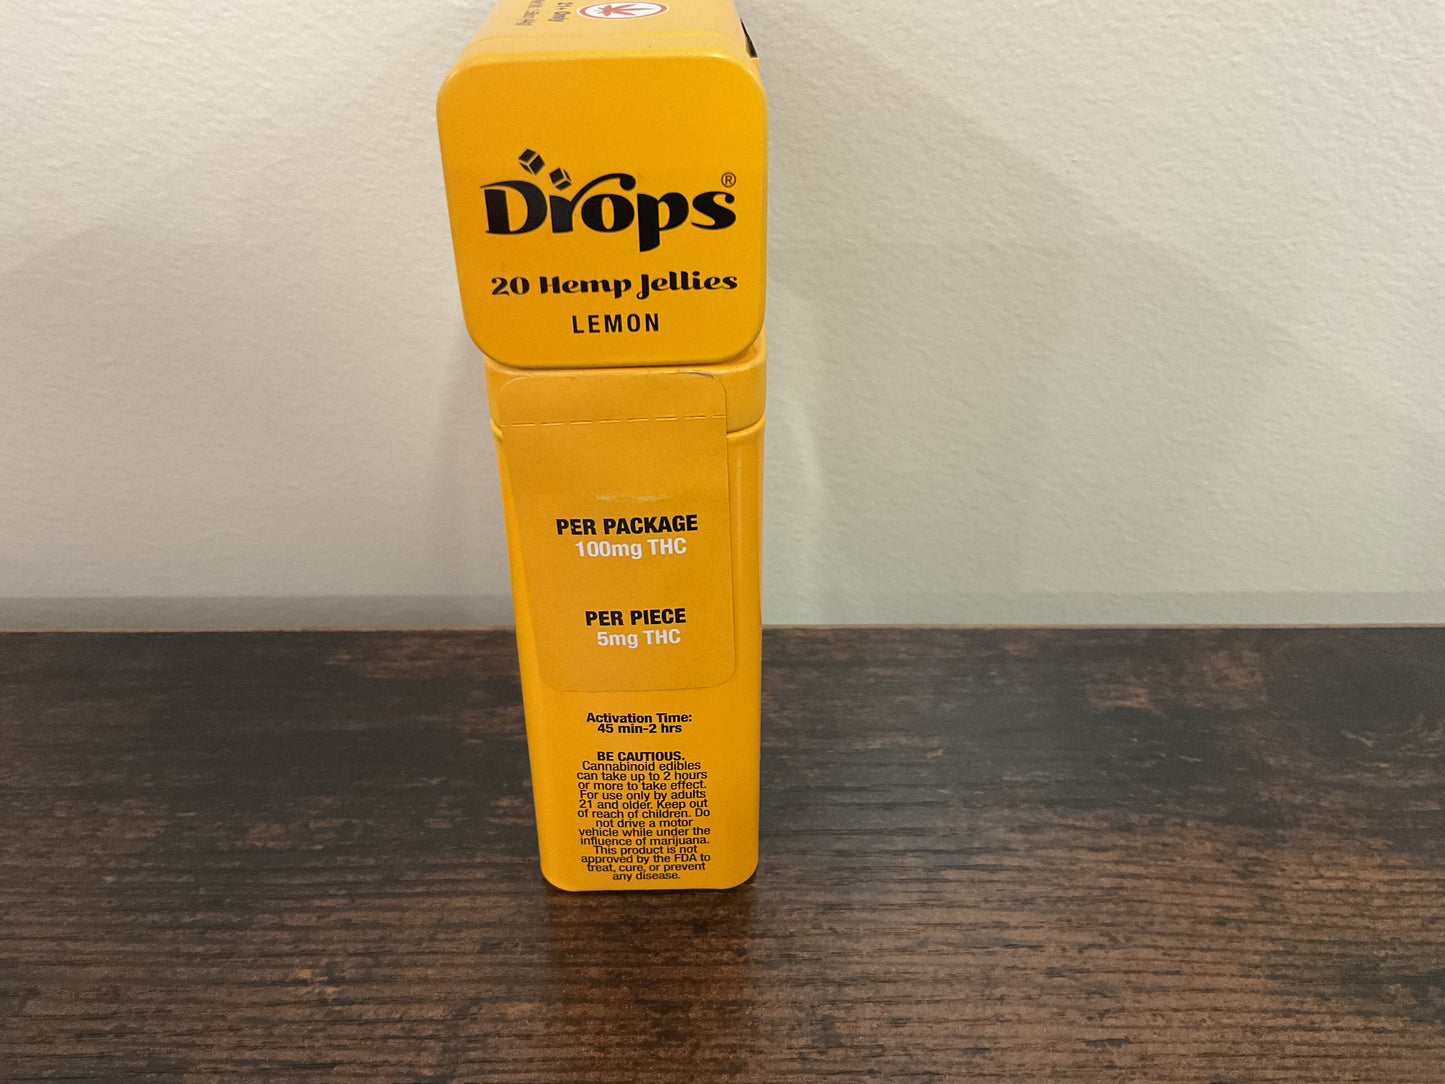 21+ Only
Drops®
20 Hemp Jellies
LEMON
PER PACKAGE
100mg THC
PER PIECE
5mg THC
Activation Time:
45 min-2 hrs
BE CAUTIOUS.
Cannabinoid edibles
can take up to 2 hours
or more to take effect.
For use only by adults
21 and older. Keep out
of reach of children. Do
not drive a motor
vehicle while under the
influence of marijuana.
This product is not
approved by the FDA to
treat, cure, or prevent
any disease.